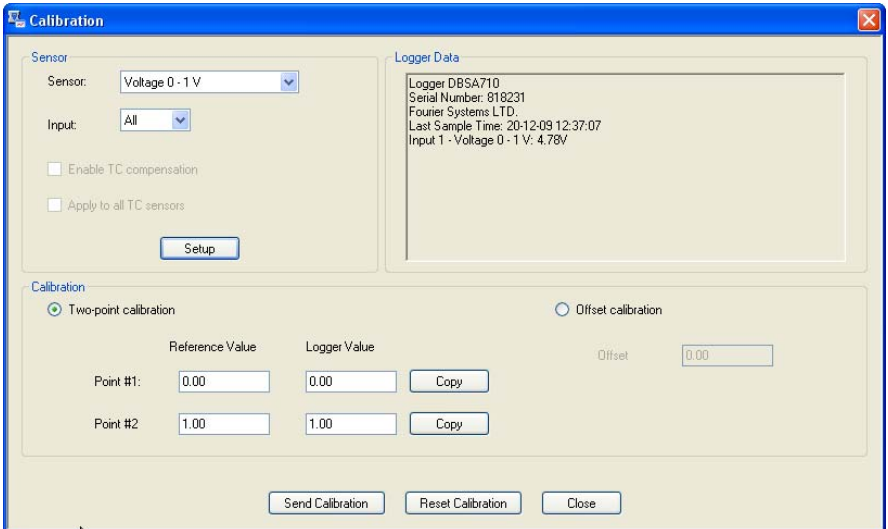 Calibration
Sensor
Sensor: Voltage 0 - 1 V
Input: All
Enable TC compensation
Apply to all TC sensors
Setup
Logger Data
Logger DBSA710
Serial Number: 818231
Fourier Systems LTD.
Last Sample Time: 20-12-09 12:37:07
Input 1 - Voltage 0 - 1 V: 4.78V
Calibration
Two-point calibration
Reference Value Logger Value
Point #1: 0.00 0.00 Copy
Point #2 1.00 1.00 Copy
Offset calibration
Offset 0.00
Send Calibration Reset Calibration Close